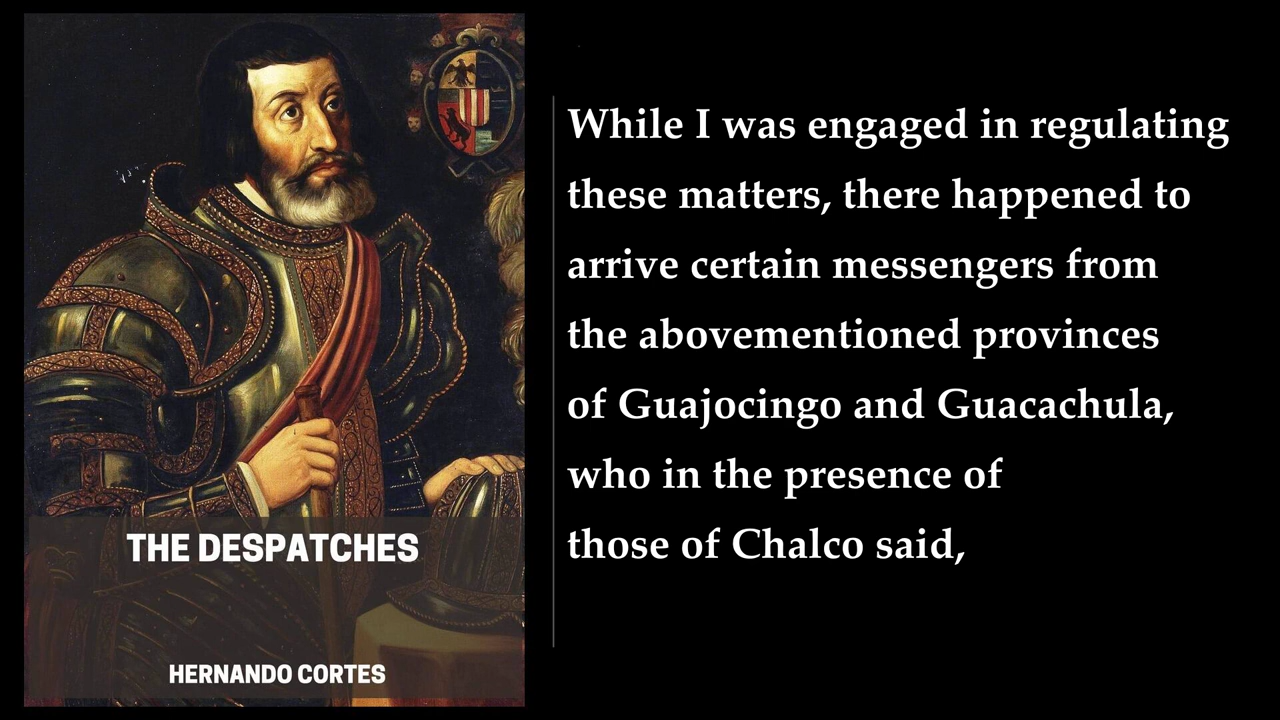 THE DESPATCHES
HERNANDO CORTES
While I was engaged in regulating
these matters, there happened to
arrive certain messengers from
the abovementioned provinces
of Guajocingo and Guacachula,
who in the presence of
those of Chalco said,